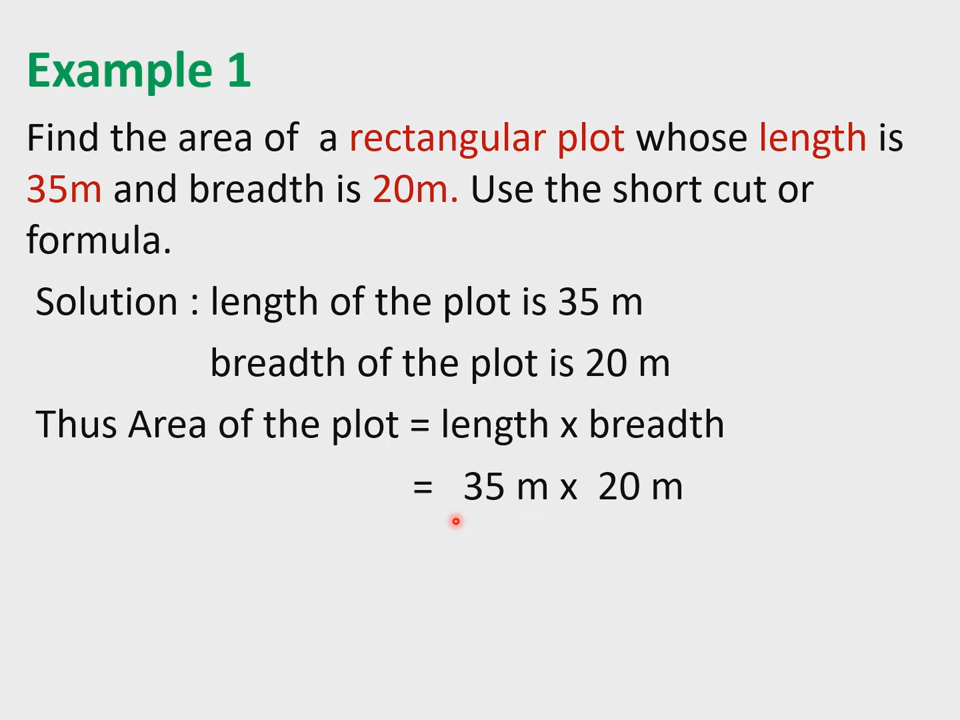 Example 1
Find the area of  a rectangular plot whose length is
35m and breadth is 20m. Use the short cut or
formula.
Solution : length of the plot is 35 m
breadth of the plot is 20 m
Thus Area of the plot = length x breadth
=   35 m x  20 m